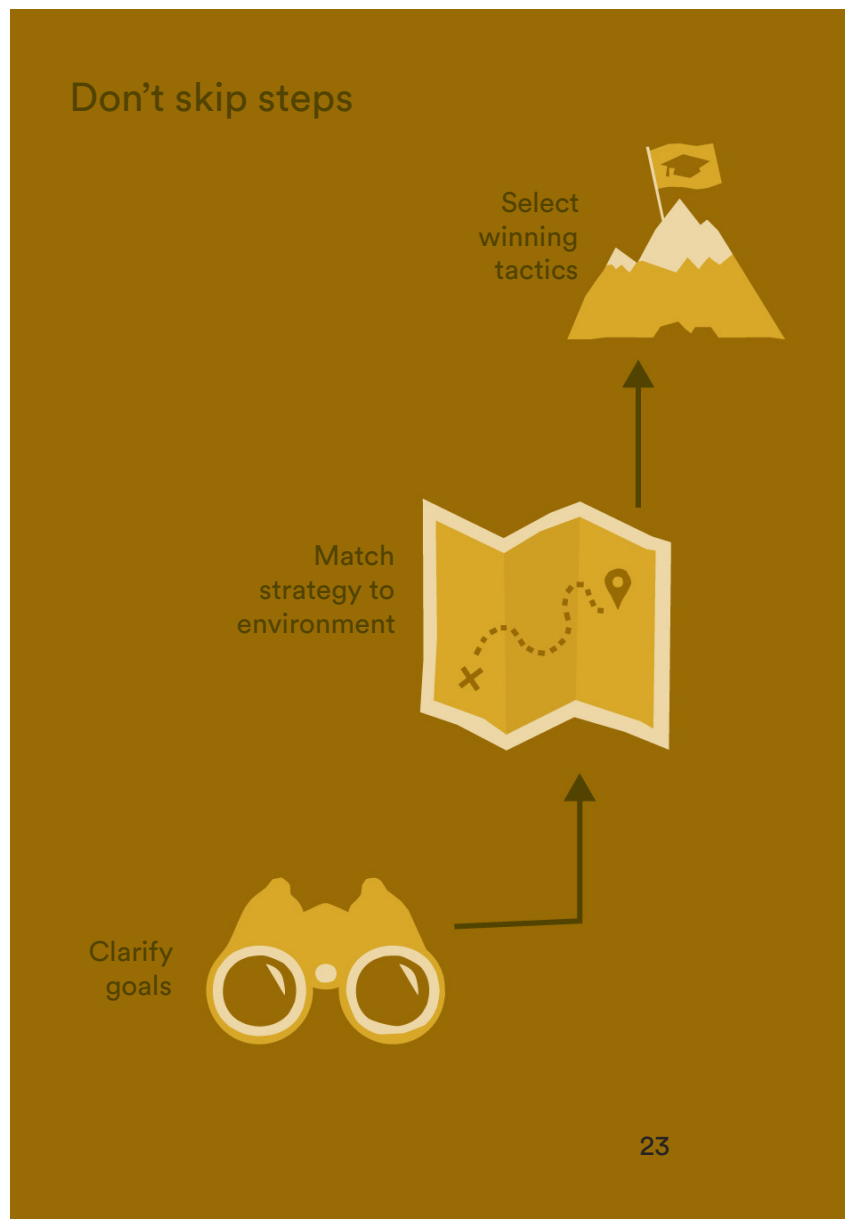 Don’t skip steps
Select
winning
tactics
Match
strategy to
environment
Clarify
goals
23